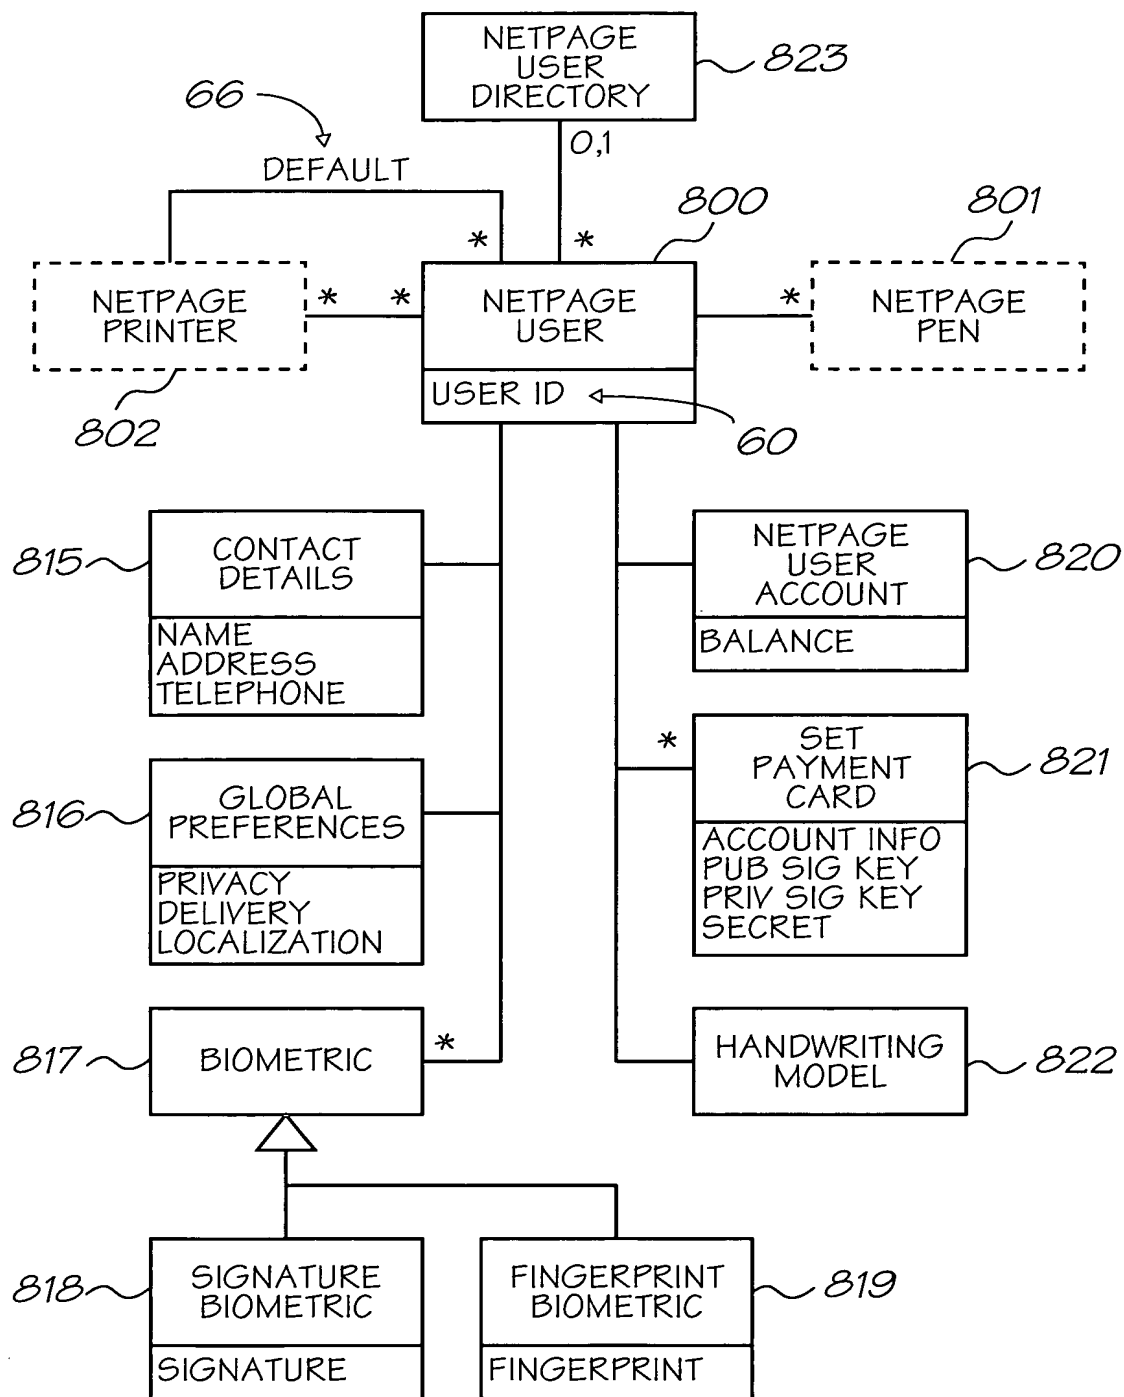 NETPAGE
USER
DIRECTORY
823
66
0,1
DEFAULT
800
801
*
*
NETPAGE
PRINTER
*
*
NETPAGE
USER
*
NETPAGE
PEN
802
USER ID
60
815
CONTACT
DETAILS
NAME
ADDRESS
TELEPHONE
NETPAGE
USER
ACCOUNT
820
BALANCE
816
GLOBAL
PREFERENCES
PRIVACY
DELIVERY
LOCALIZATION
*
SET
PAYMENT
CARD
821
ACCOUNT INFO
PUB SIG KEY
PRIV SIG KEY
SECRET
817
BIOMETRIC
*
HANDWRITING
MODEL
822
818
SIGNATURE
BIOMETRIC
SIGNATURE
FINGERPRINT
BIOMETRIC
819
FINGERPRINT